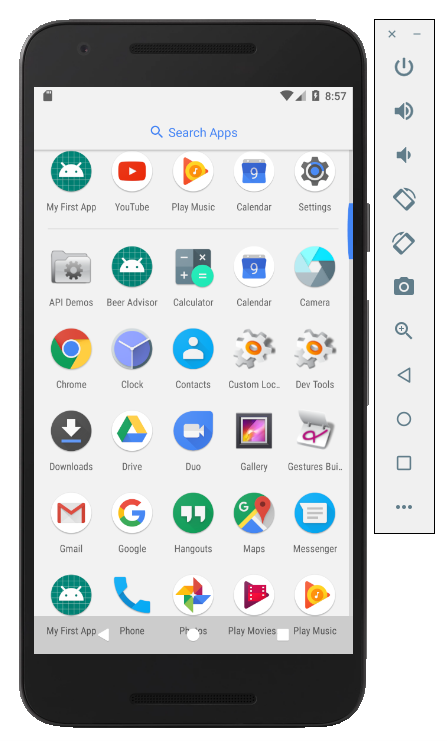 8:57
Search Apps
My First App YouTube Play Music Calendar Settings
9
API Demos Beer Advisor Calculator Calendar Camera
9
Chrome Clock Contacts Custom Loc.. Dev Tools
Downloads Drive Duo Gallery Gestures Bui..
Gmail Google Hangouts Maps Messenger
My First App Phone Play Movies Play Music